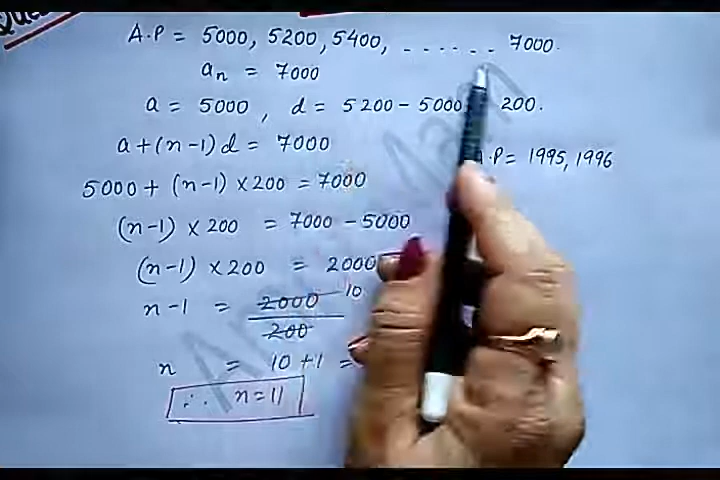 A.P = 5000, 5200, 5400, ...... 7000.
an = 7000
a = 5000, d = 5200 - 5000 200.
a + (n-1) d = 7000
A.P = 1995, 1996
5000 + (n-1) × 200 = 7000
(n-1) × 200 = 7000 - 5000
(n-1) × 200 = 2000
n-1 = 2000 10
200
n = 10 + 1 =
∴ n = 11